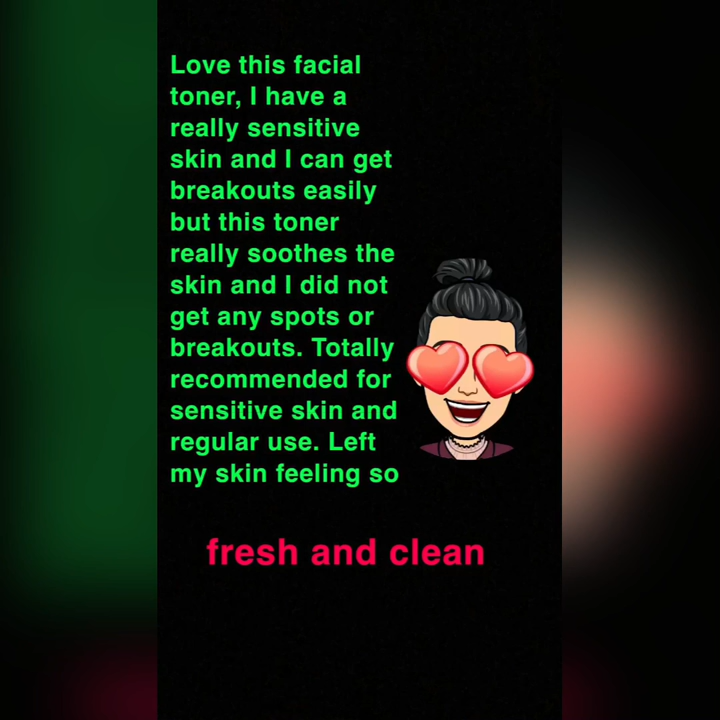 Love this facial
toner, I have a
really sensitive
skin and I can get
breakouts easily
but this toner
really soothes the
skin and I did not
get any spots or
breakouts. Totally
recommended for
sensitive skin and
regular use. Left
my skin feeling so
fresh and clean